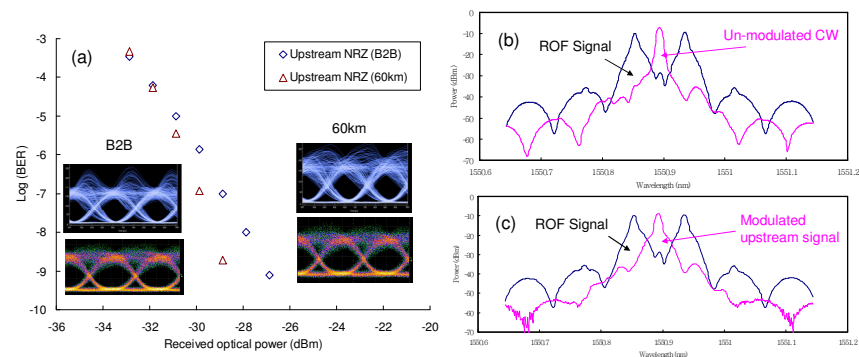 (a)
Upstream NRZ (B2B)
Upstream NRZ (60km)
B2B
60km
Log (BER)
-3
-4
-5
-6
-7
-8
-9
-10
-36
-34
-32
-30
-28
-26
-24
-22
-20
Received optical power (dBm)
(b)
ROF Signal
Un-modulated CW
Power (dBm)
0
-10
-20
-30
-40
-50
-60
-70
1550.6
1550.7
1550.8
1550.9
1551
1551.1
1551.2
Wavelength (nm)
(c)
ROF Signal
Modulated
upstream signal
Power (dBm)
0
-10
-20
-30
-40
-50
-60
-70
1550.6
1550.7
1550.8
1550.9
1551
1551.1
1551.2
Wavelength (nm)